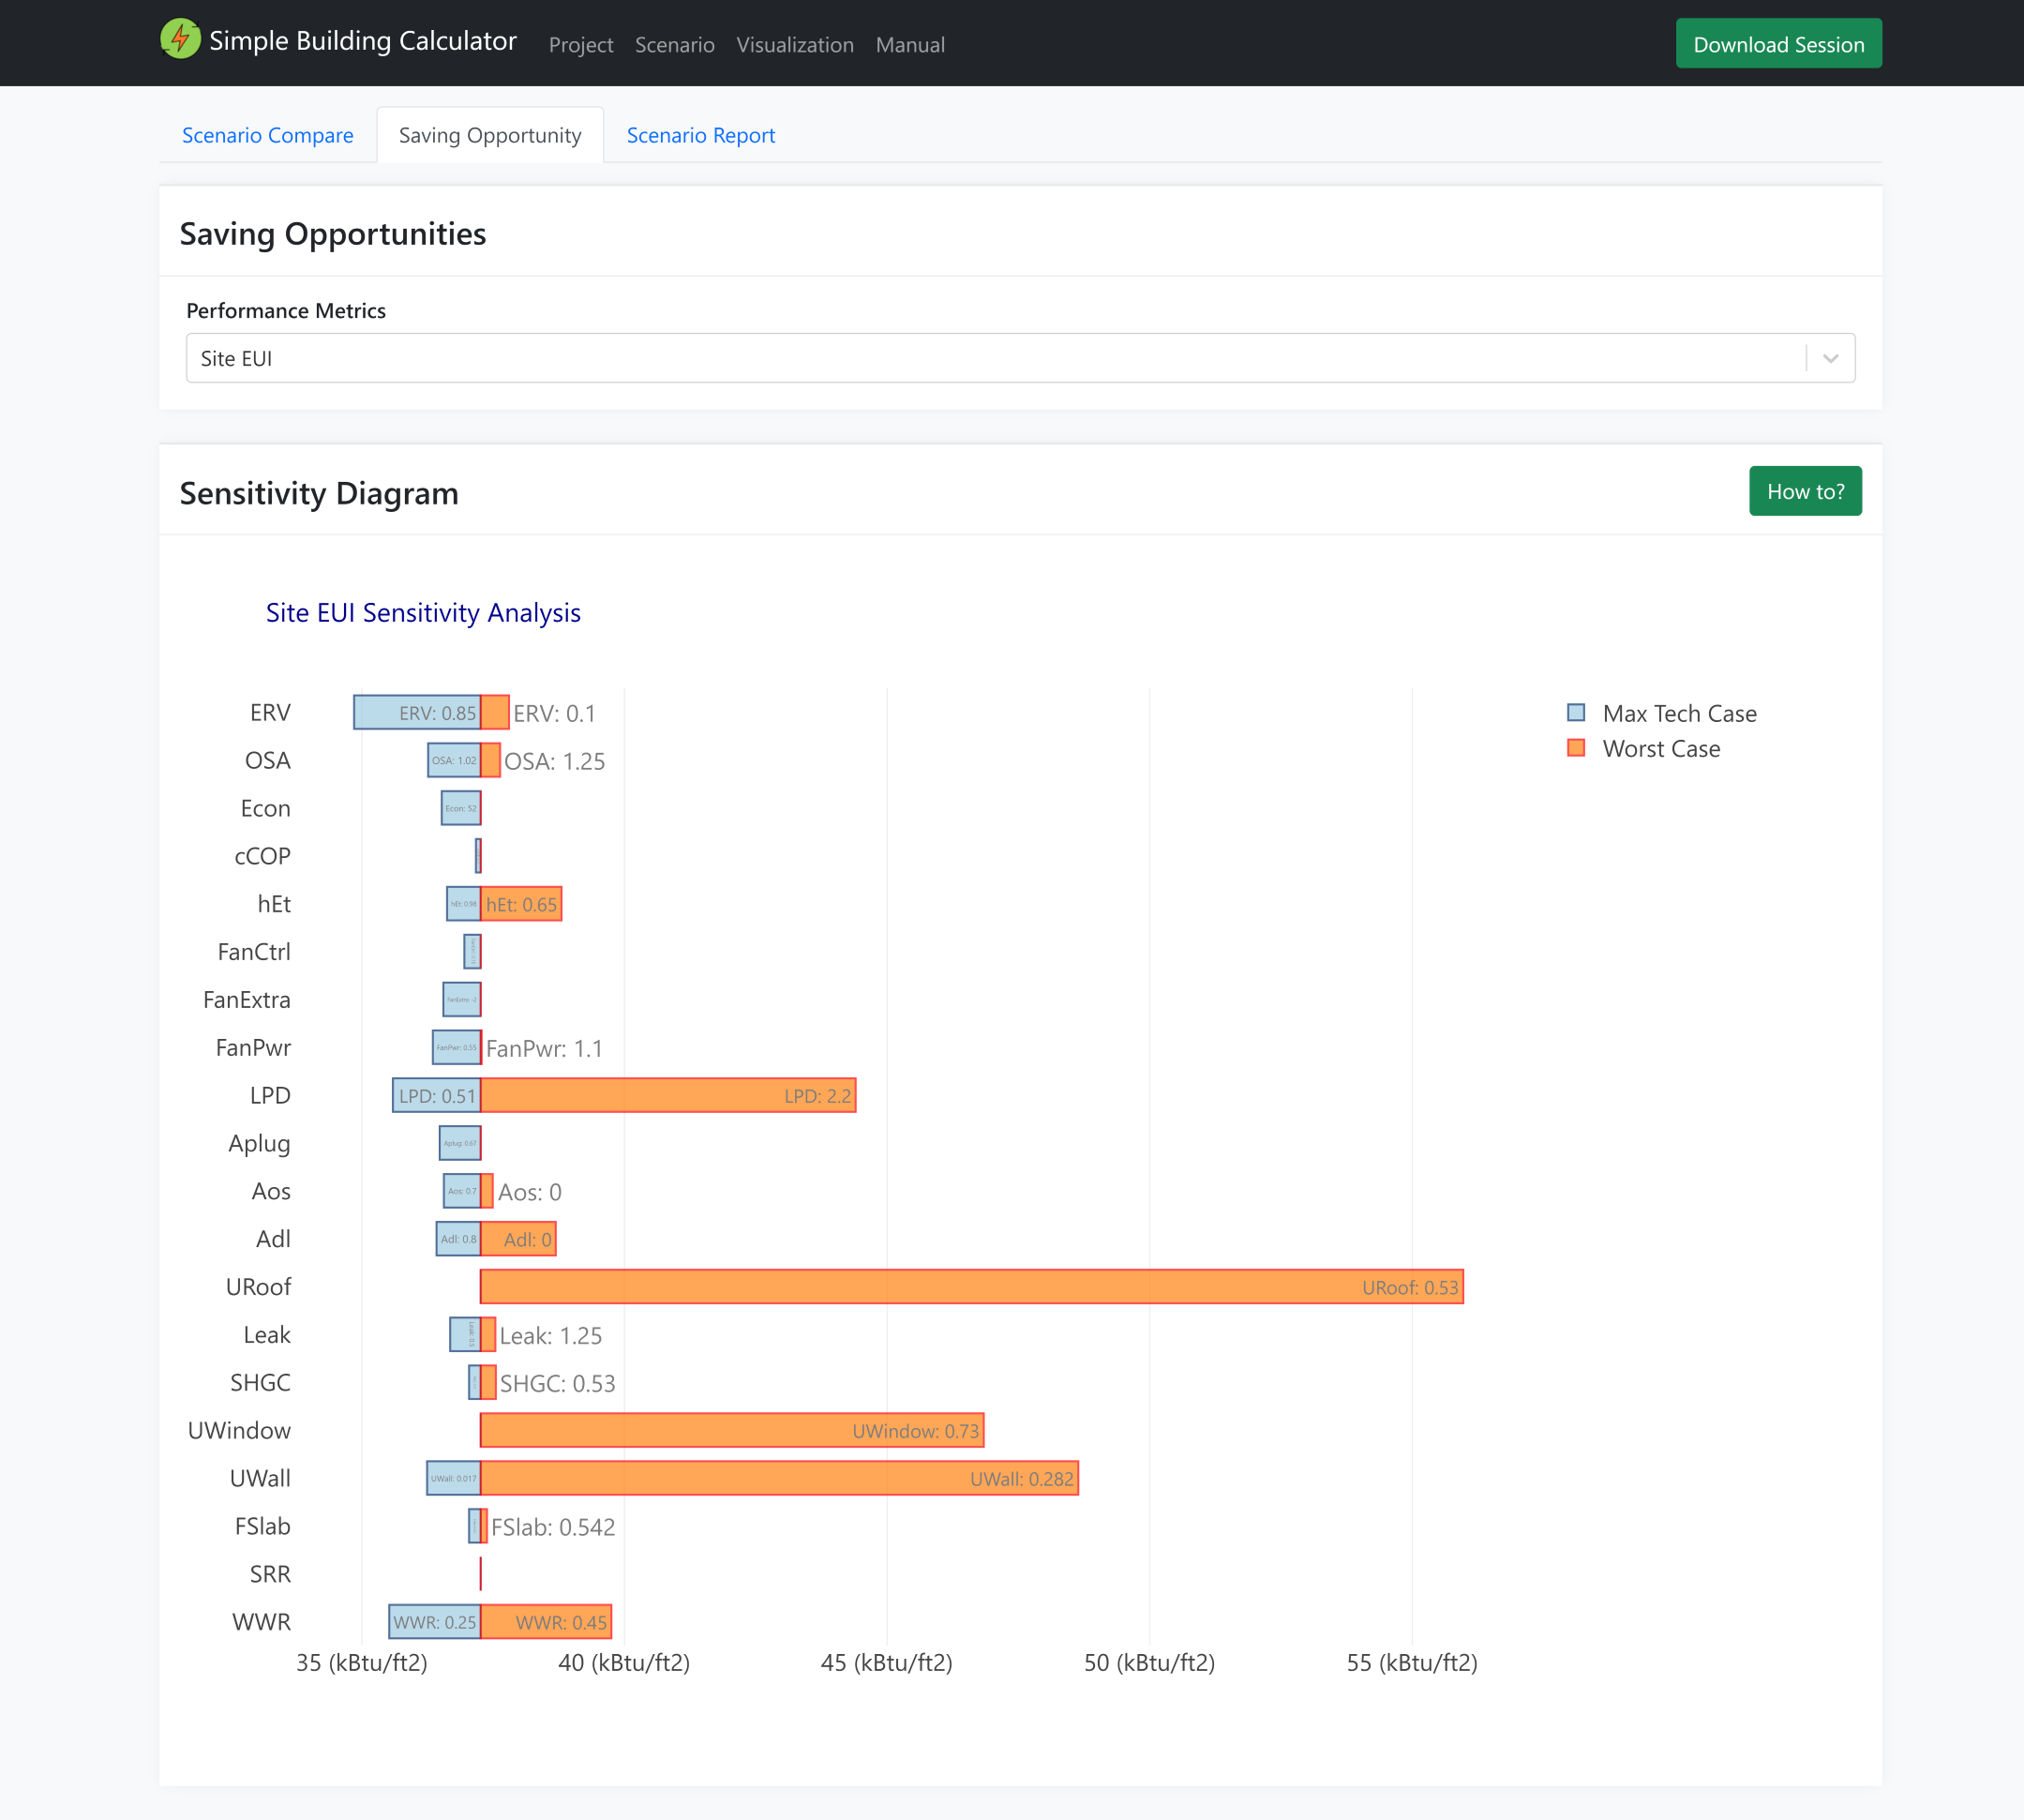 Simple Building Calculator Project Scenario Visualization Manual Download Session
Scenario Compare Saving Opportunity Scenario Report
Saving Opportunities
Performance Metrics
Site EUI
Sensitivity Diagram How to?
Site EUI Sensitivity Analysis
ERV ERV: 0.85 ERV: 0.1 Max Tech Case
OSA OSA: 1.02 OSA: 1.25 Worst Case
Econ Econ: 52
cCOP
hEt hEt: 0.98 hEt: 0.65
FanCtrl
FanExtra FanExtra: -2
FanPwr FanPwr: 0.55 FanPwr: 1.1
LPD LPD: 0.51 LPD: 2.2
Aplug Aplug: 0.67
Aos Aos: 0.7 Aos: 0
Adl Adl: 0.8 Adl: 0
URoof URoof: 0.53
Leak Leak: 0.5 Leak: 1.25
SHGC SHGC: 0.53
UWindow UWindow: 0.73
UWall UWall: 0.017 UWall: 0.282
FSlab FSlab: 0.542
SRR
WWR WWR: 0.25 WWR: 0.45
35 (kBtu/ft2) 40 (kBtu/ft2) 45 (kBtu/ft2) 50 (kBtu/ft2) 55 (kBtu/ft2)